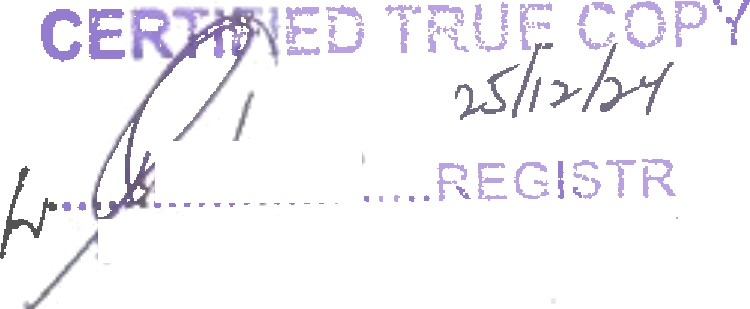 CERTIFIED TRUE COPY
25/12/24
.....REGISTR